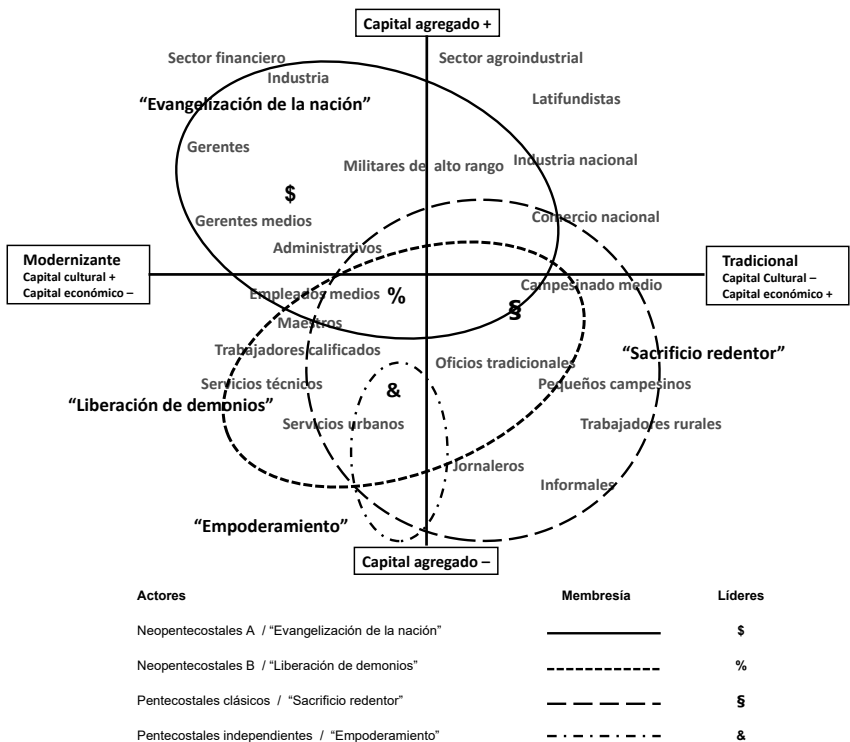 Capital agregado +
Sector financiero
Sector agroindustrial
Industria
“Evangelización de la nación”
Latifundistas
Gerentes
Militares de alto rango
Industria nacional
$
Gerentes medios
Comercio nacional
Administrativos
Modernizante
Capital cultural +
Capital económico –
Tradicional
Capital Cultural –
Capital económico +
Empleados medios
%
Campesinado medio
§
Maestros
Trabajadores calificados
“Sacrificio redentor”
Oficios tradicionales
Servicios técnicos
&
Pequeños campesinos
“Liberación de demonios”
Servicios urbanos
Trabajadores rurales
Jornaleros
Informales
“Empoderamiento”
Capital agregado –
Actores Membresía Líderes
Neopentecostales A / “Evangelización de la nación” $
Neopentecostales B / “Liberación de demonios” %
Pentecostales clásicos / “Sacrificio redentor” §
Pentecostales independientes / “Empoderamiento” &